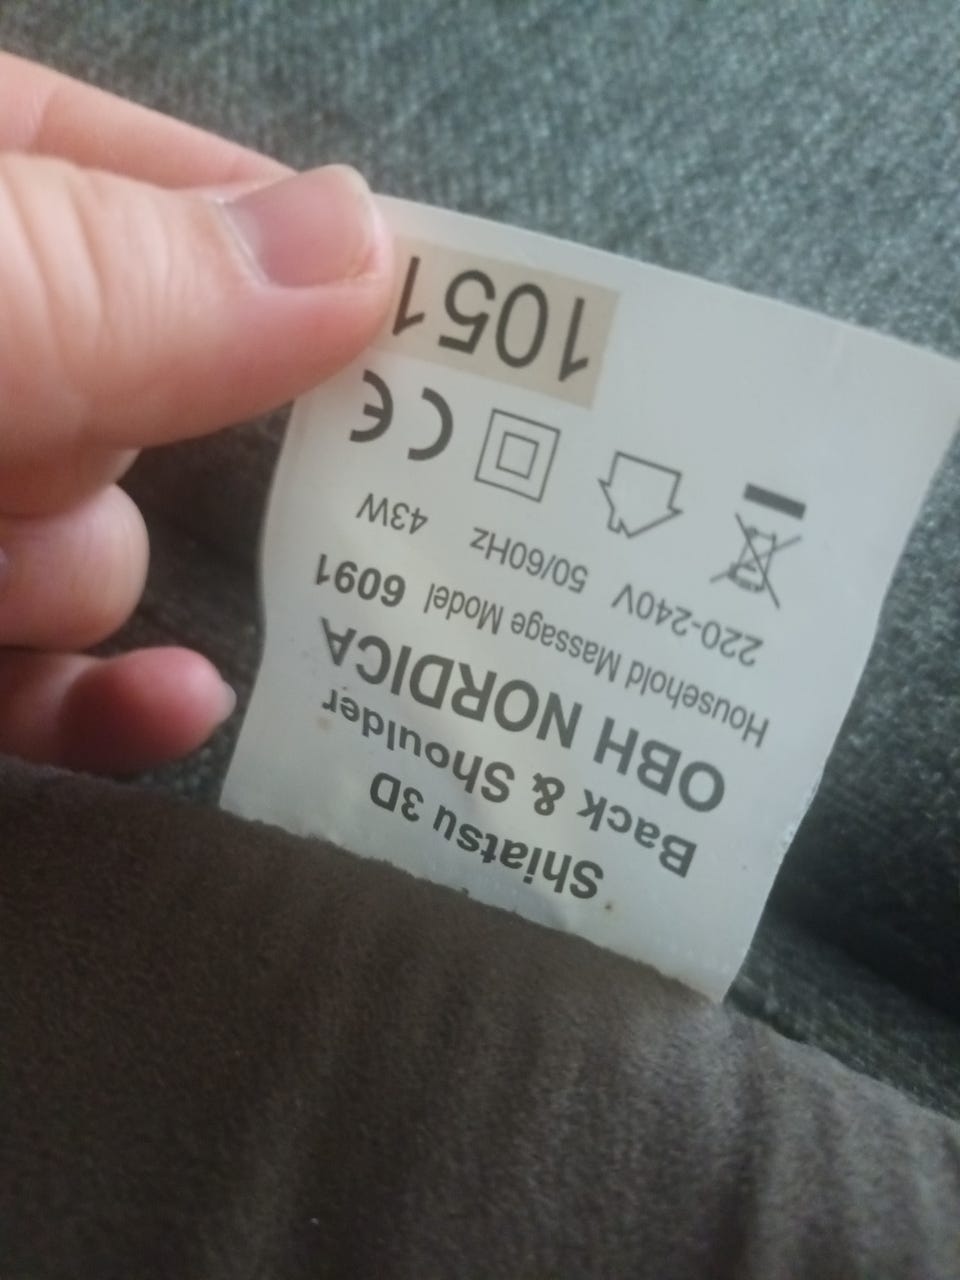 Shiatsu 3D
Back & Shoulder
OBH NORDICA
Household Massage Model 6091
220-240V 50/60Hz 43W
CE
1051